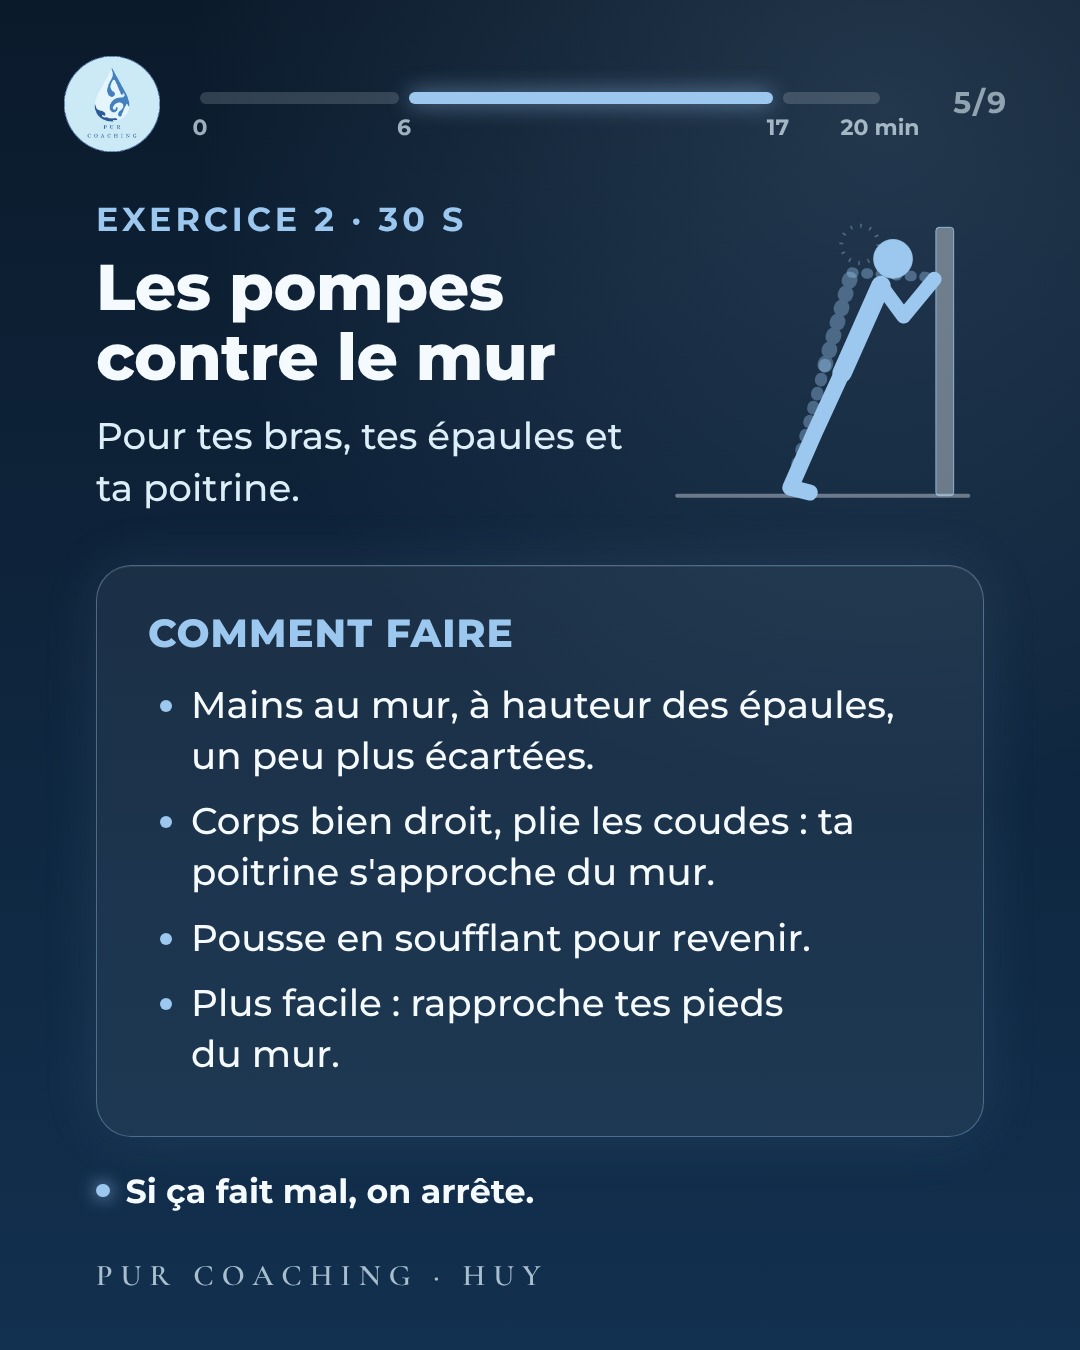 PUR
COACHING
0
6
17
20 min
5/9
EXERCICE 2 · 30 S
Les pompes
contre le mur
Pour tes bras, tes épaules et
ta poitrine.
COMMENT FAIRE
• Mains au mur, à hauteur des épaules,
un peu plus écartées.
• Corps bien droit, plie les coudes : ta
poitrine s'approche du mur.
• Pousse en soufflant pour revenir.
• Plus facile : rapproche tes pieds
du mur.
• Si ça fait mal, on arrête.
PUR COACHING · HUY